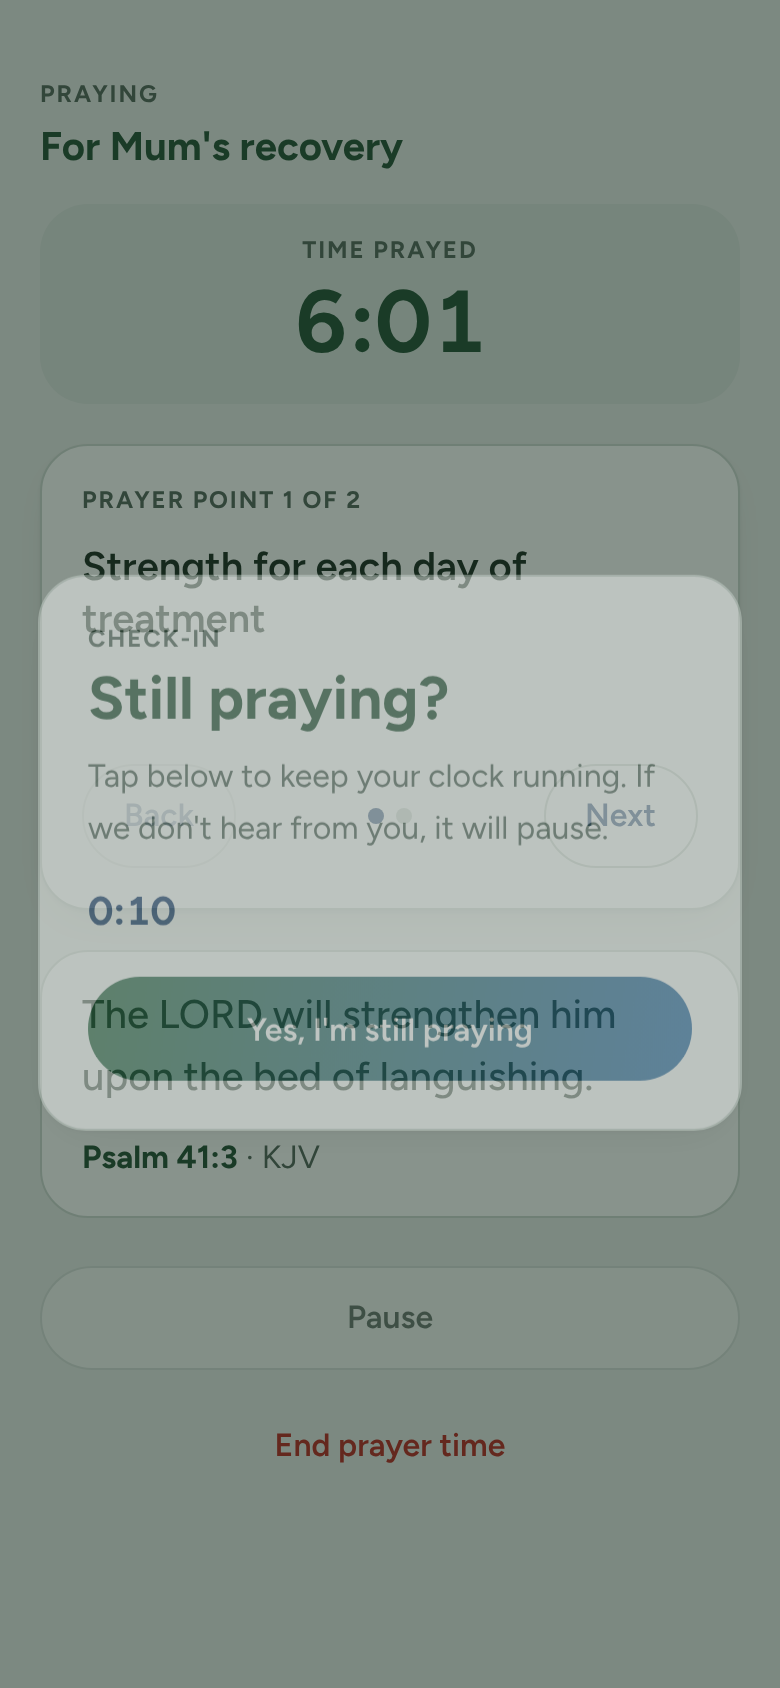 PRAYING
For Mum's recovery
TIME PRAYED
6:01
PRAYER POINT 1 OF 2
Strength for each day of
treatment
CHECK-IN
Still praying?
Tap below to keep your clock running. If
we don't hear from you, it will pause.
Back
Next
0:10
Yes, I'm still praying
The LORD will strengthen him
upon the bed of languishing.
Psalm 41:3 · KJV
Pause
End prayer time